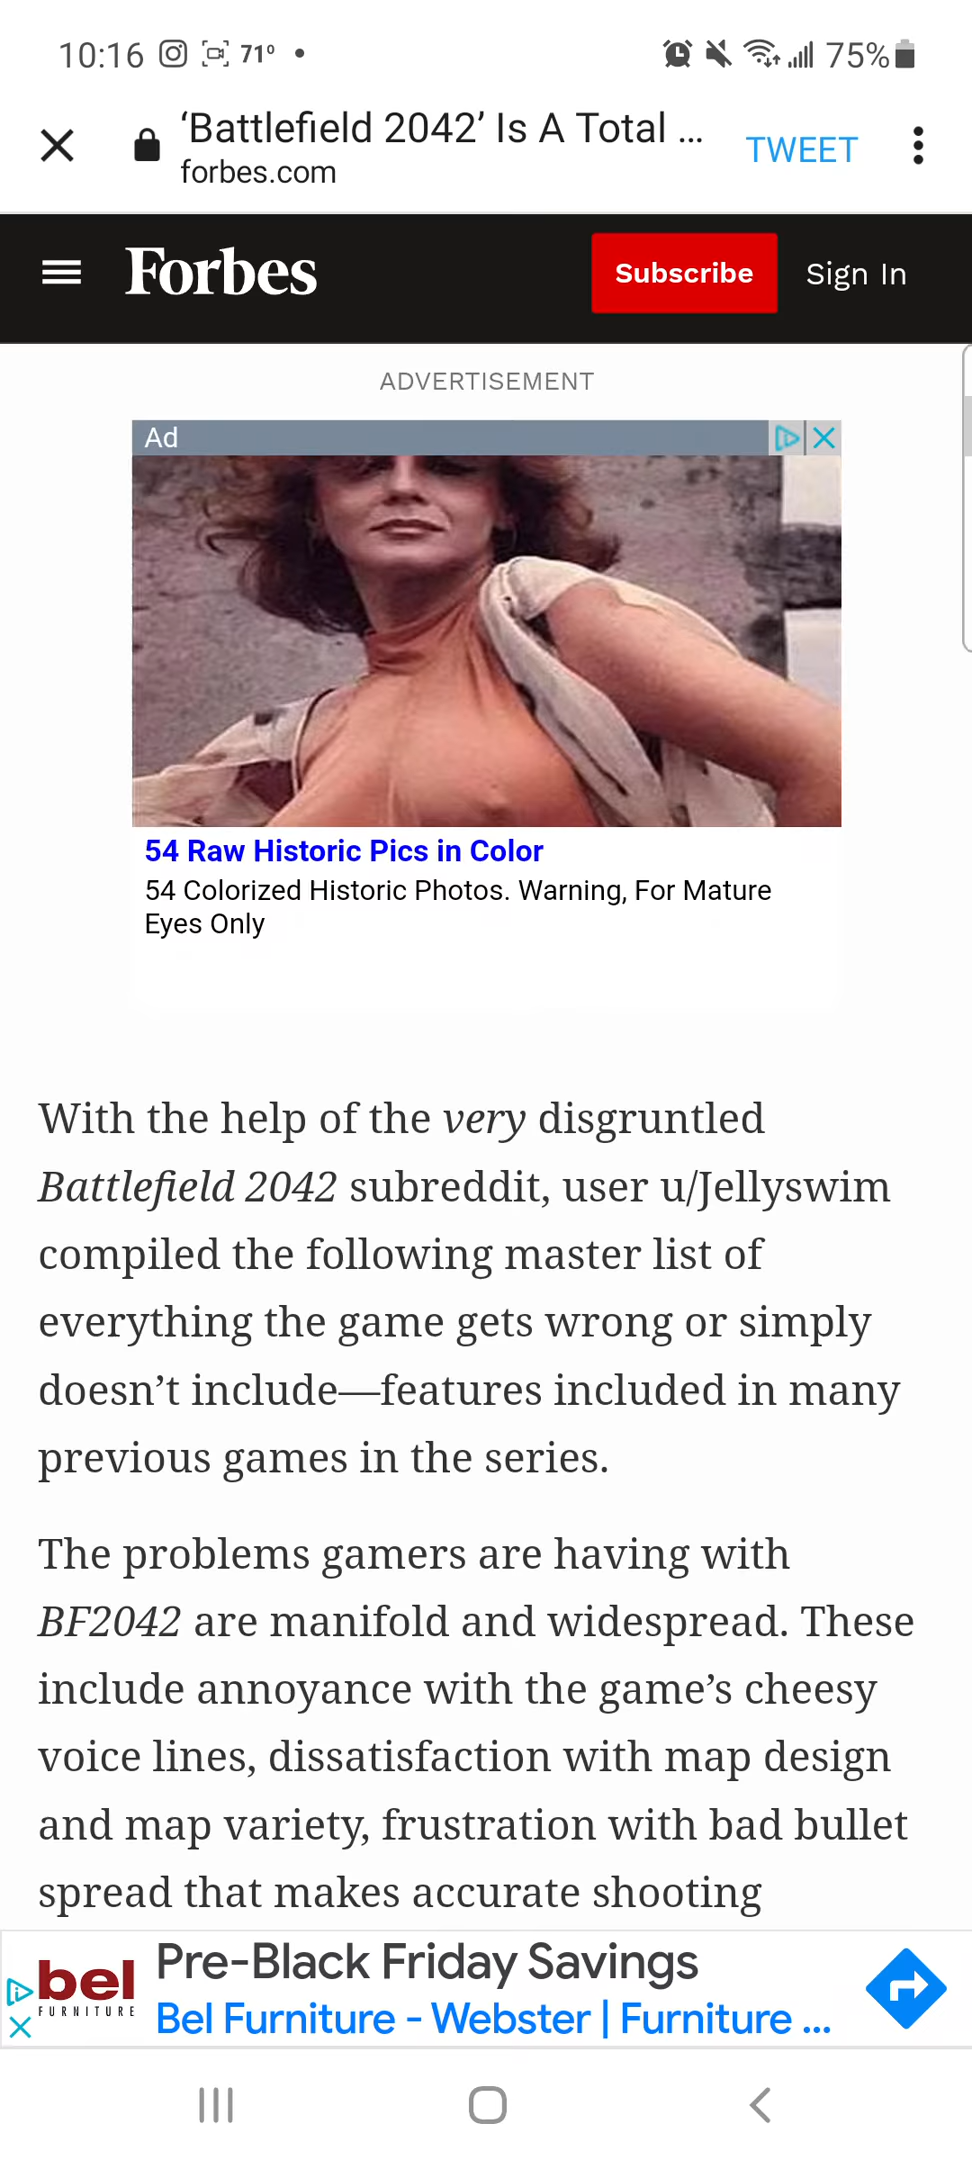 10:16 71° •
75%
‘Battlefield 2042’ Is A Total ...
forbes.com
TWEET
Forbes
Subscribe
Sign In
ADVERTISEMENT
Ad
54 Raw Historic Pics in Color
54 Colorized Historic Photos. Warning, For Mature
Eyes Only
With the help of the very disgruntled
Battlefield 2042 subreddit, user u/Jellyswim
compiled the following master list of
everything the game gets wrong or simply
doesn’t include—features included in many
previous games in the series.
The problems gamers are having with
BF2042 are manifold and widespread. These
include annoyance with the game’s cheesy
voice lines, dissatisfaction with map design
and map variety, frustration with bad bullet
spread that makes accurate shooting
bel
FURNITURE
Pre-Black Friday Savings
Bel Furniture - Webster | Furniture ...